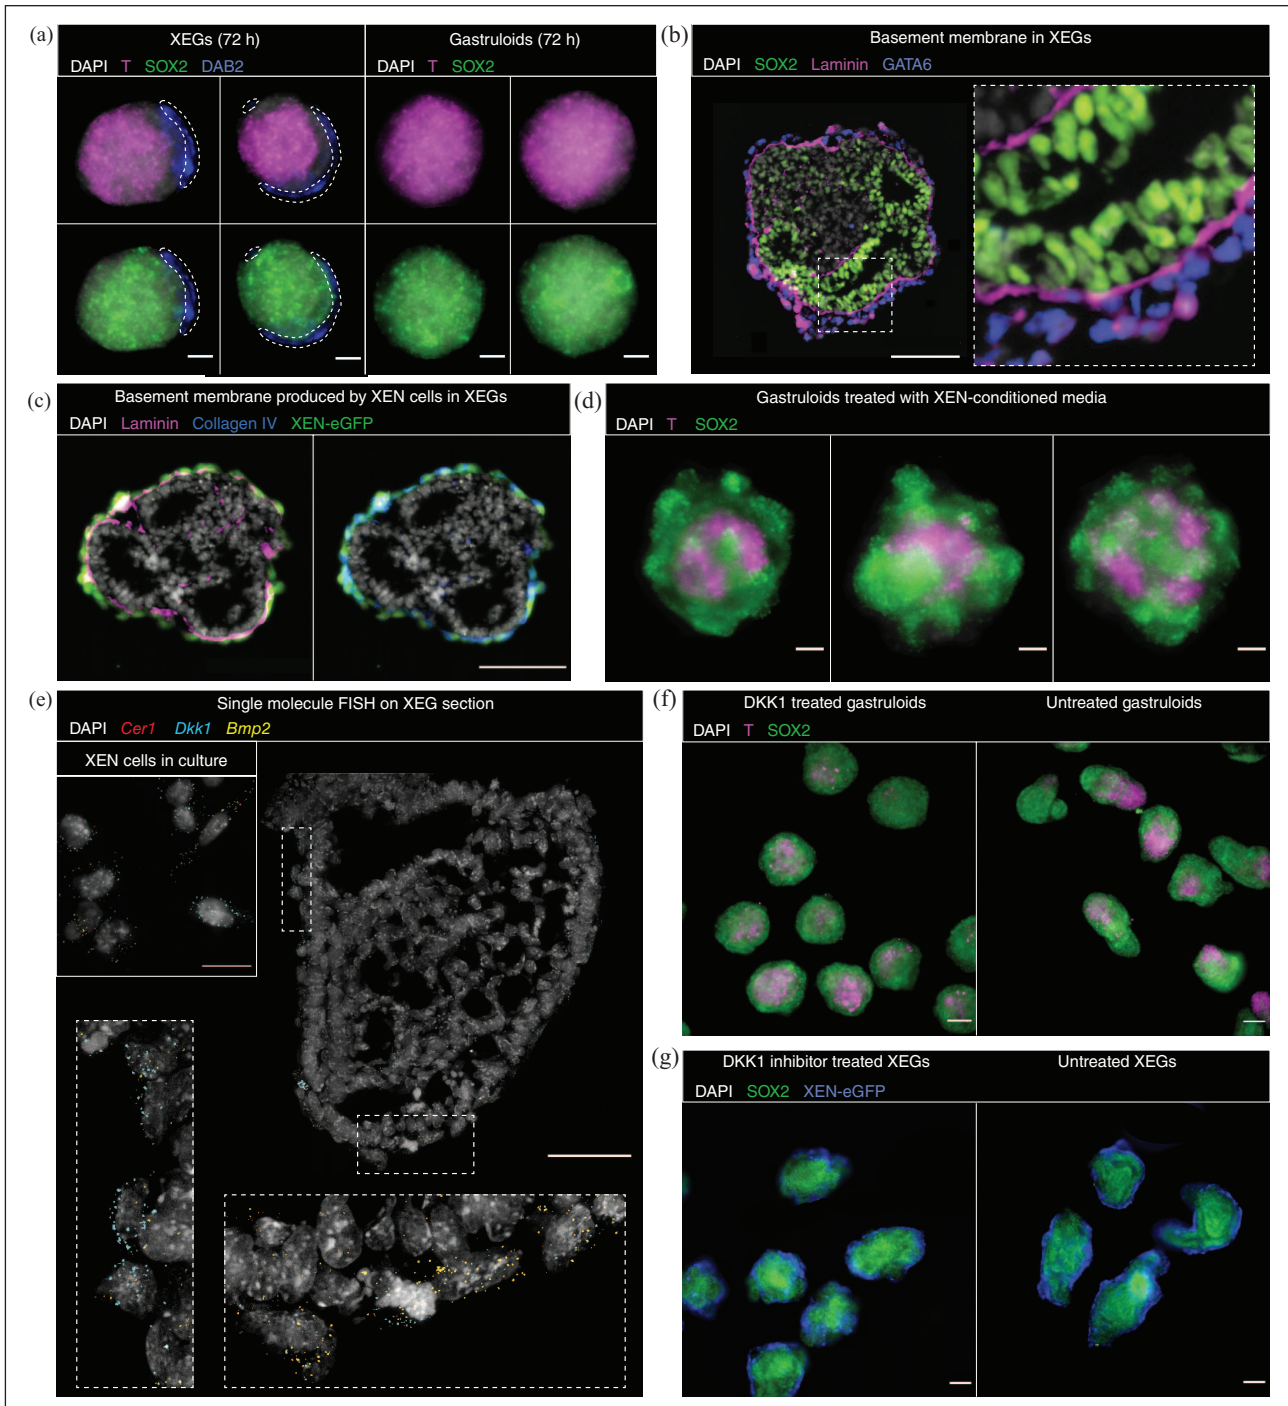 (a)
XEGs (72 h)
Gastruloids (72 h)
DAPI T SOX2 DAB2
DAPI T SOX2
(b)
Basement membrane in XEGs
DAPI SOX2 Laminin GATA6
(c)
Basement membrane produced by XEN cells in XEGs
DAPI Laminin Collagen IV XEN-eGFP
(d)
Gastruloids treated with XEN-conditioned media
DAPI T SOX2
(e)
Single molecule FISH on XEG section
DAPI Cer1 Dkk1 Bmp2
XEN cells in culture
(f)
DKK1 treated gastruloids
Untreated gastruloids
DAPI T SOX2
(g)
DKK1 inhibitor treated XEGs
Untreated XEGs
DAPI SOX2 XEN-eGFP